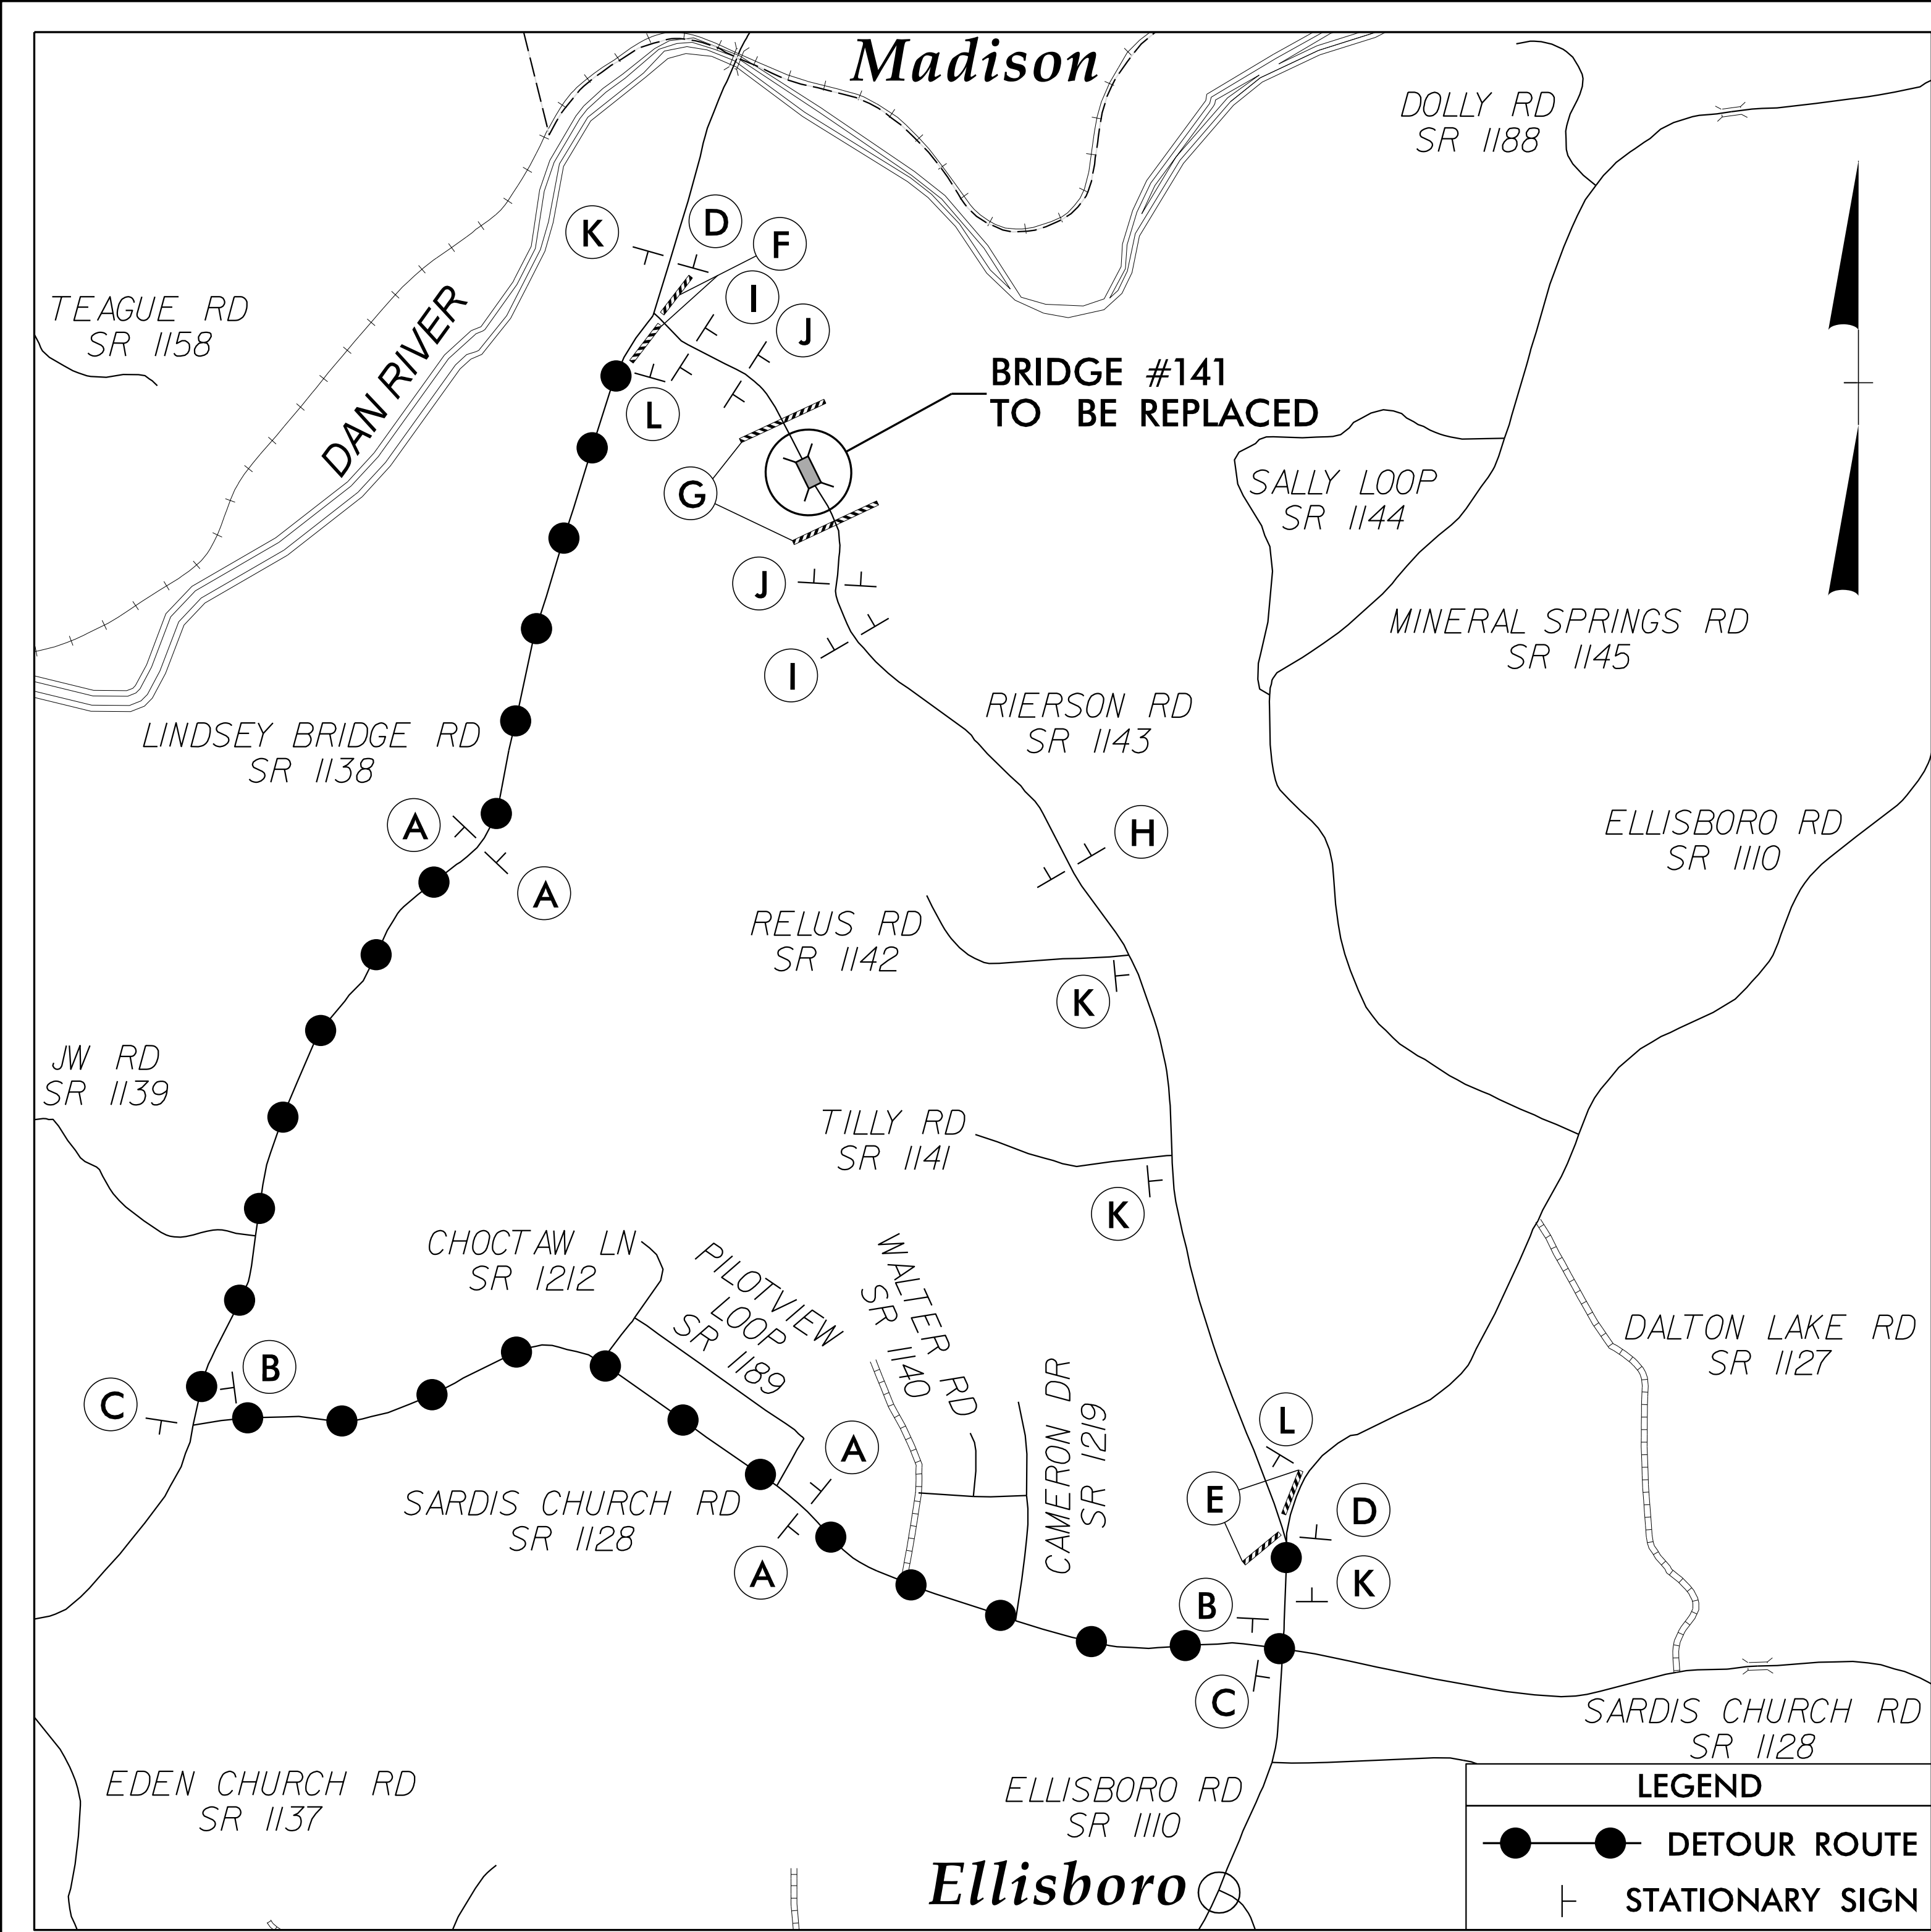 Madison
DOLLY RD
SR 1188
K
D
F
I
J
TEAGUE RD
SR 1158
DAN RIVER
L
BRIDGE #141
TO BE REPLACED
G
SALLY LOOP
SR 1144
J
I
MINERAL SPRINGS RD
SR 1145
RIERSON RD
SR 1143
LINDSEY BRIDGE RD
SR 1138
A
A
H
ELLISBORO RD
SR 1110
RELUS RD
SR 1142
K
JW RD
SR 1139
TILLY RD
SR 1141
K
CHOCTAW LN
SR 1212
PILOTVIEW
LOOP
SR 1189
WALTER RD
SR 1140
CAMERON DR
SR 1219
DALTON LAKE RD
SR 1127
B
C
A
A
L
E
D
K
B
C
SARDIS CHURCH RD
SR 1128
SARDIS CHURCH RD
SR 1128
EDEN CHURCH RD
SR 1137
ELLISBORO RD
SR 1110
Ellisboro
LEGEND
DETOUR ROUTE
STATIONARY SIGN